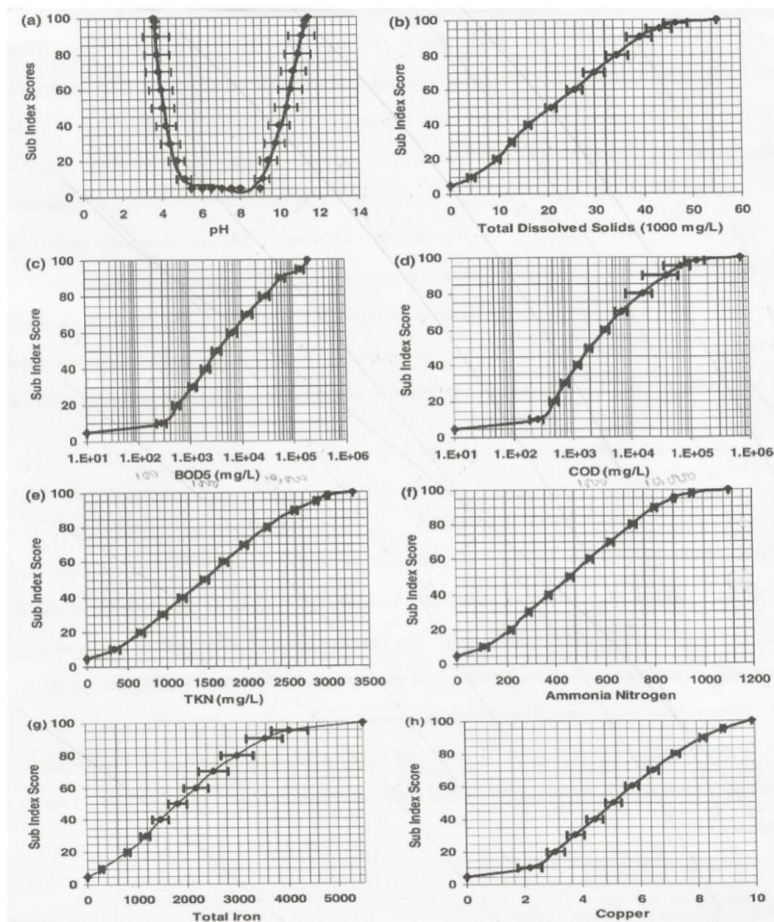 (a)
Sub Index Scores
100
80
60
40
20
0
0 2 4 6 8 10 12 14
pH
(b)
Sub Index Scores
100
80
60
40
20
0
0 10 20 30 40 50 60
Total Dissolved Solids (1000 mg/L)
(c)
Sub Index Score
100
80
60
40
20
0
1.E+01 1.E+02 1.E+03 1.E+04 1.E+05 1.E+06
BOD5 (mg/L)
(d)
Sub Index Score
100
80
60
40
20
0
1.E+01 1.E+02 1.E+03 1.E+04 1.E+05 1.E+06
COD (mg/L)
(e)
Sub Index Score
100
80
60
40
20
0
0 500 1000 1500 2000 2500 3000 3500
TKN (mg/L)
(f)
Sub Index Score
100
80
60
40
20
0
0 200 400 600 800 1000 1200
Ammonia Nitrogen
(g)
Sub Index Score
100
80
60
40
20
0
0 1000 2000 3000 4000 5000
Total Iron
(h)
Sub Index Score
100
80
60
40
20
0
0 2 4 6 8 10
Copper